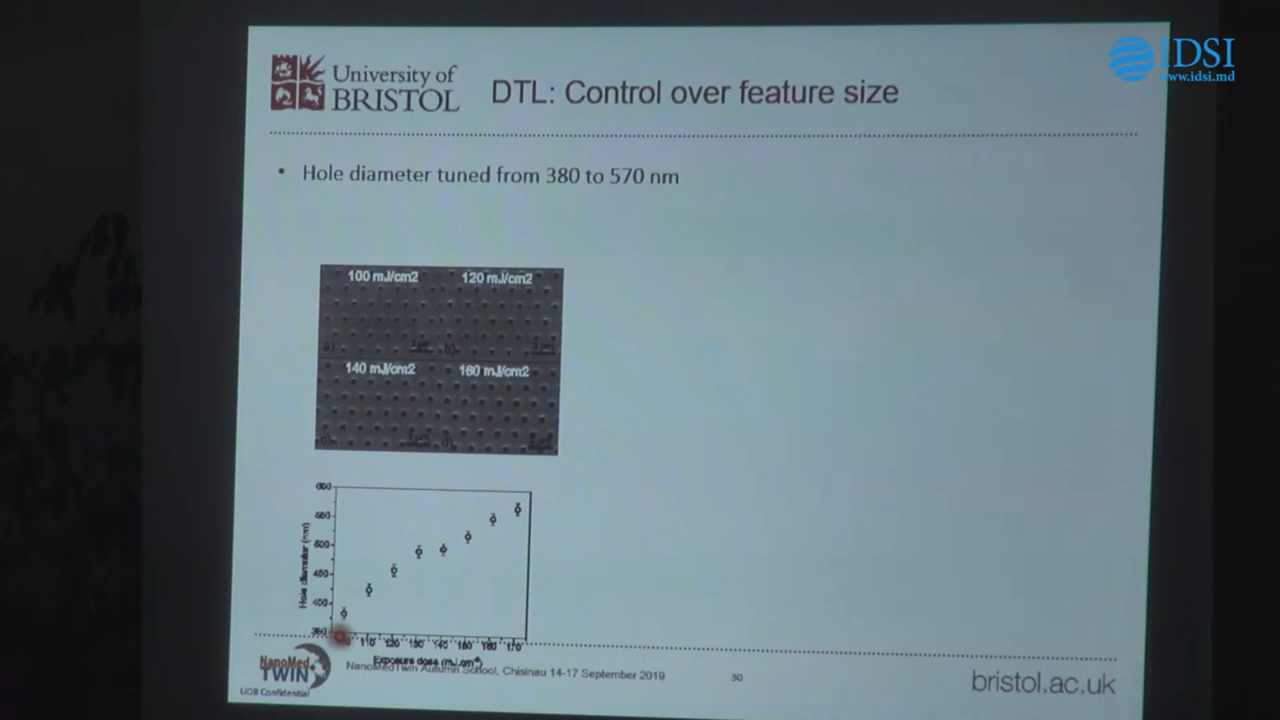 IDSI
www.idsi.md
University of
BRISTOL
DTL: Control over feature size
• Hole diameter tuned from 380 to 570 nm
100 mJ/cm2
120 mJ/cm2
140 mJ/cm2
160 mJ/cm2
a)
b)
Hole diameter (nm)
600
550
500
450
400
350
110 120 130 140 150 160 170
Exposure dose (mJ.cm⁻²)
NanoMed
TWIN
UOB Confidential
NanoMedTwin Autumn School, Chisinau 14-17 September 2019
30
bristol.ac.uk